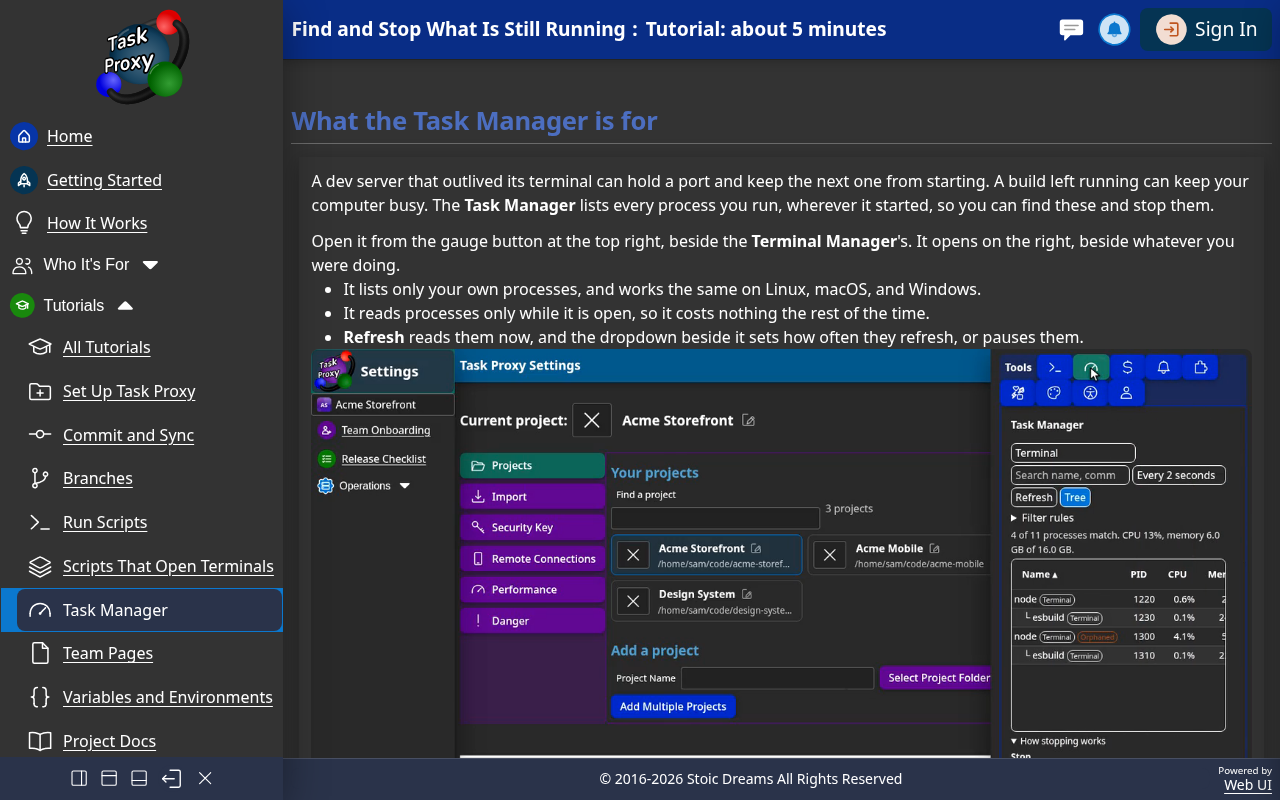 Task Proxy
Home
Getting Started
How It Works
Who It's For
Tutorials
All Tutorials
Set Up Task Proxy
Commit and Sync
Branches
Run Scripts
Scripts That Open Terminals
Task Manager
Team Pages
Variables and Environments
Project Docs
Find and Stop What Is Still Running : Tutorial: about 5 minutes
Sign In
What the Task Manager is for
A dev server that outlived its terminal can hold a port and keep the next one from starting. A build left running can keep your
computer busy. The Task Manager lists every process you run, wherever it started, so you can find these and stop them.
Open it from the gauge button at the top right, beside the Terminal Manager's. It opens on the right, beside whatever you
were doing.
It lists only your own processes, and works the same on Linux, macOS, and Windows.
It reads processes only while it is open, so it costs nothing the rest of the time.
Refresh reads them now, and the dropdown beside it sets how often they refresh, or pauses them.
Task Proxy
Settings
AS Acme Storefront
Team Onboarding
Release Checklist
Operations
Task Proxy Settings
Current project: Acme Storefront
Projects
Import
Security Key
Remote Connections
Performance
Danger
Your projects
Find a project
3 projects
Acme Storefront
/home/sam/code/acme-storef...
Acme Mobile
/home/sam/code/acme-mobile
Design System
/home/sam/code/design-syste...
Add a project
Project Name
Select Project Folder
Add Multiple Projects
Tools
Task Manager
Terminal
Search name, comm
Every 2 seconds
Refresh
Tree
Filter rules
4 of 11 processes match. CPU 13%, memory 6.0
GB of 16.0 GB.
Name PID CPU Mer
node Terminal 1220 0.6% 2
esbuild Terminal 1230 0.1% 2
node Terminal Orphaned 1300 4.1% 5
esbuild Terminal 1310 0.1% 2
How stopping works
Stop
© 2016-2026 Stoic Dreams All Rights Reserved
Powered by
Web UI